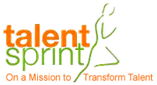 talent
sprint
On a Mission to Transform Talent